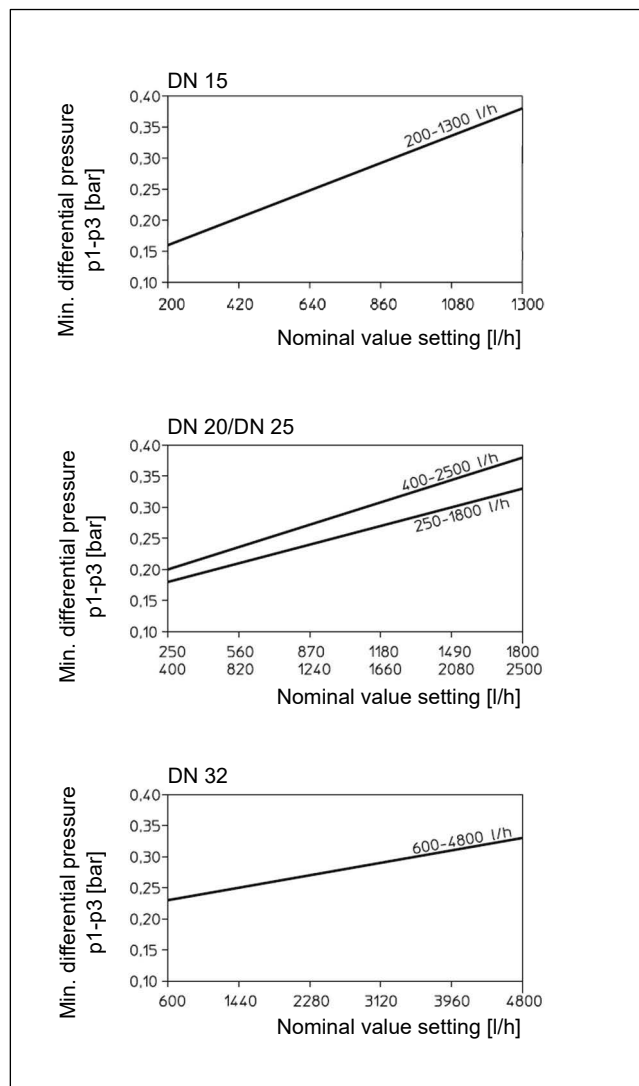 DN 15
Min. differential pressure
p1-p3 [bar]
0,40
0,35
0,30
0,25
0,20
0,15
0,10
200-1300 l/h
200 420 640 860 1080 1300
Nominal value setting [l/h]
DN 20/DN 25
Min. differential pressure
p1-p3 [bar]
0,40
0,35
0,30
0,25
0,20
0,15
0,10
400-2500 l/h
250-1800 l/h
250 560 870 1180 1490 1800
400 820 1240 1660 2080 2500
Nominal value setting [l/h]
DN 32
Min. differential pressure
p1-p3 [bar]
0,40
0,35
0,30
0,25
0,20
0,15
0,10
600-4800 l/h
600 1440 2280 3120 3960 4800
Nominal value setting [l/h]